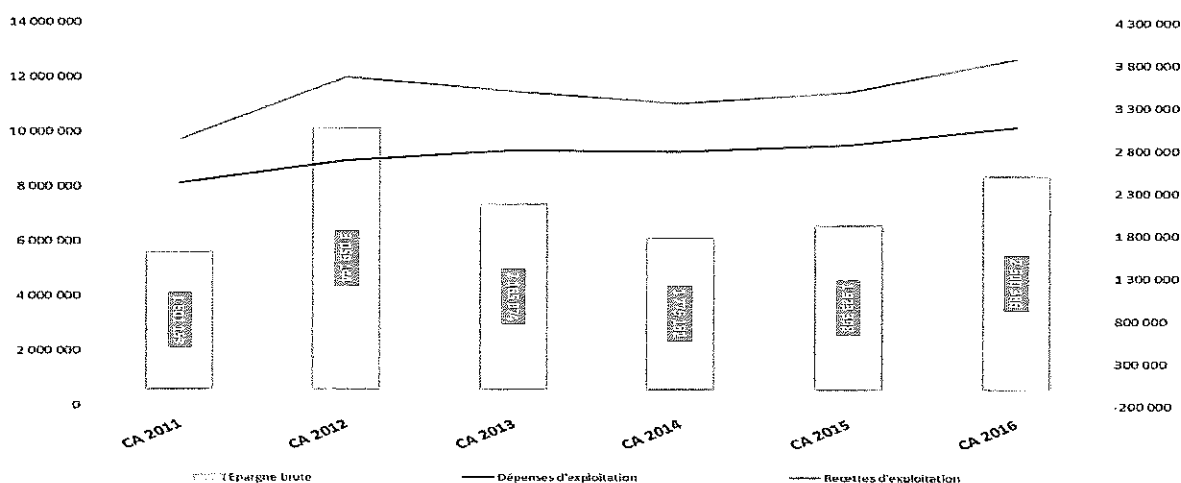 14 000 000
12 000 000
10 000 000
8 000 000
6 000 000
4 000 000
2 000 000
0
4 300 000
3 800 000
3 300 000
2 800 000
2 300 000
1 800 000
1 300 000
800 000
300 000
-200 000
CA 2011
CA 2012
CA 2013
CA 2014
CA 2015
CA 2016
Epargne brute
Dépenses d'exploitation
Recettes d'exploitation